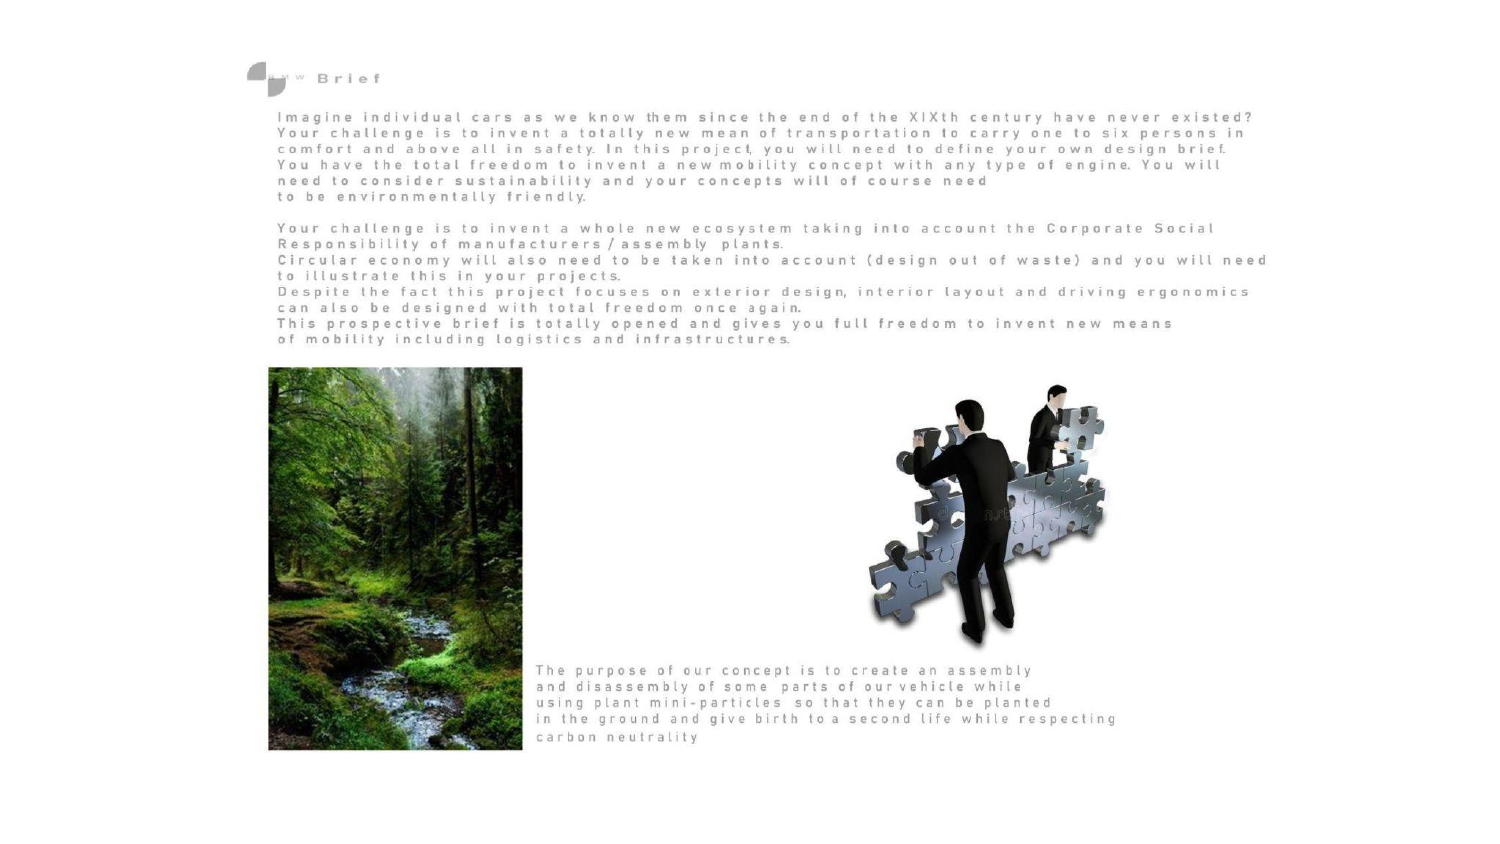 BMW Brief
Imagine individual cars as we know them since the end of the XIXth century have never existed?
Your challenge is to invent a totally new mean of transportation to carry one to six persons in
comfort and above all in safety. In this project, you will need to define your own design brief.
You have the total freedom to invent a new mobility concept with any type of engine. You will
need to consider sustainability and your concepts will of course need
to be environmentally friendly.
Your challenge is to invent a whole new ecosystem taking into account the Corporate Social
Responsibility of manufacturers / assembly plants.
Circular economy will also need to be taken into account (design out of waste) and you will need
to illustrate this in your projects.
Despite the fact this project focuses on exterior design, interior layout and driving ergonomics
can also be designed with total freedom once again.
This prospective brief is totally opened and gives you full freedom to invent new means
of mobility including logistics and infrastructures.
The purpose of our concept is to create an assembly
and disassembly of some parts of our vehicle while
using plant mini-particles so that they can be planted
in the ground and give birth to a second life while respecting
carbon neutrality